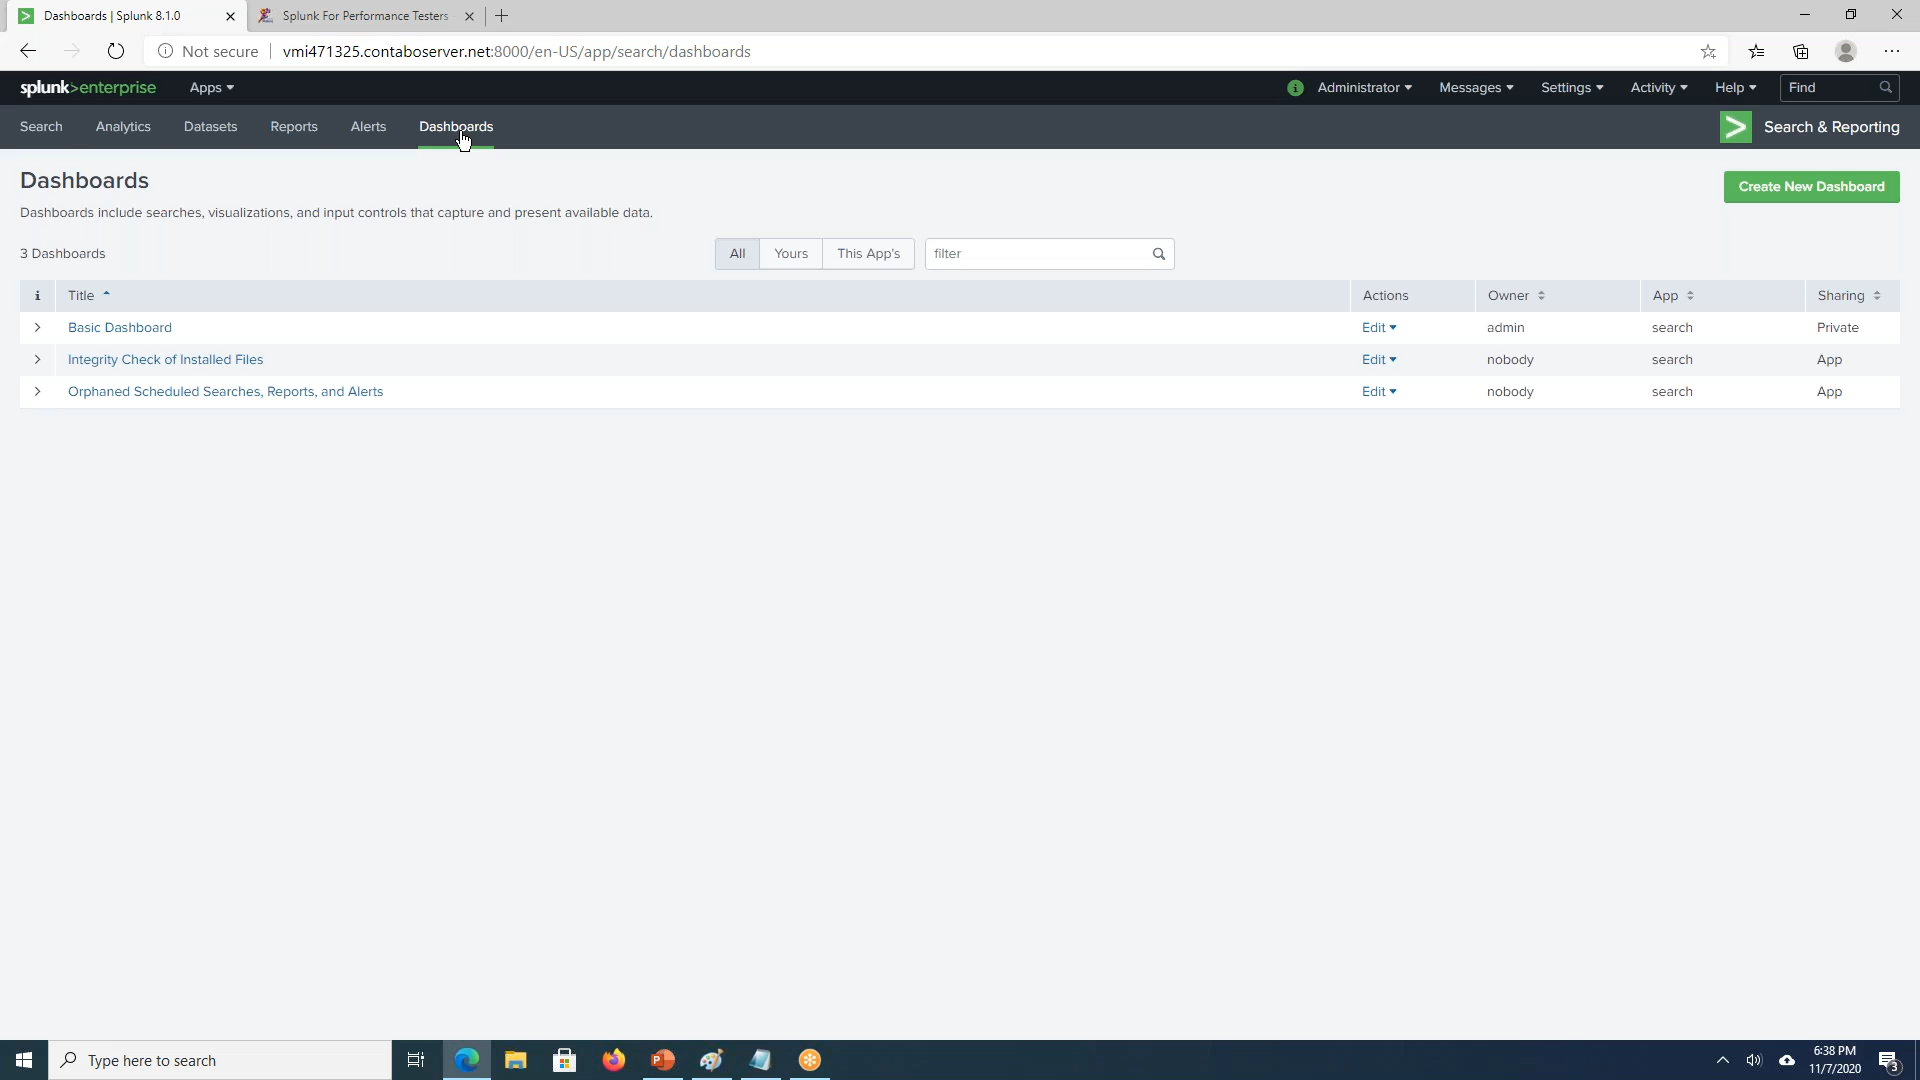 Dashboards | Splunk 8.1.0
Splunk For Performance Testers
Not secure
vmi471325.contaboserver.net:8000/en-US/app/search/dashboards
splunk>enterprise
Apps
i
Administrator
Messages
Settings
Activity
Help
Find
Search
Analytics
Datasets
Reports
Alerts
Dashboards
>
Search & Reporting
Dashboards
Create New Dashboard
Dashboards include searches, visualizations, and input controls that capture and present available data.
3 Dashboards
All
Yours
This App's
filter
i
Title
Actions
Owner
App
Sharing
Basic Dashboard
Edit
admin
search
Private
Integrity Check of Installed Files
Edit
nobody
search
App
Orphaned Scheduled Searches, Reports, and Alerts
Edit
nobody
search
App
Type here to search
6:38 PM
11/7/2020
3